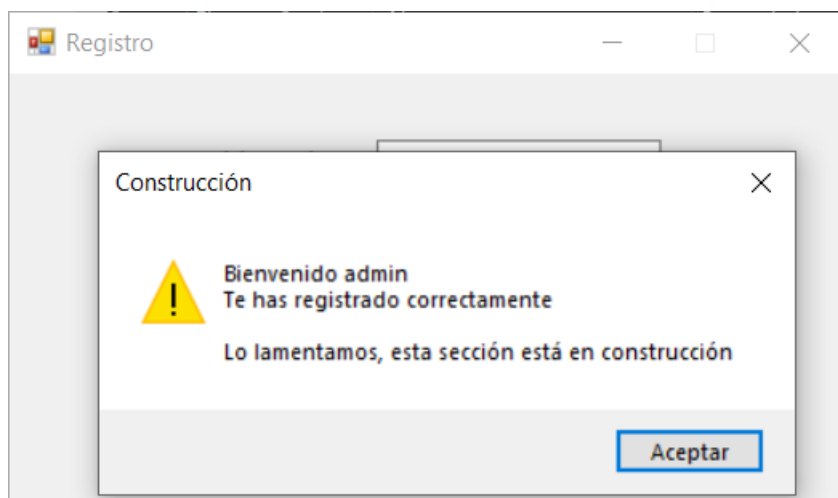 Registro
Construcción
Bienvenido admin
Te has registrado correctamente
Lo lamentamos, esta sección está en construcción
Aceptar